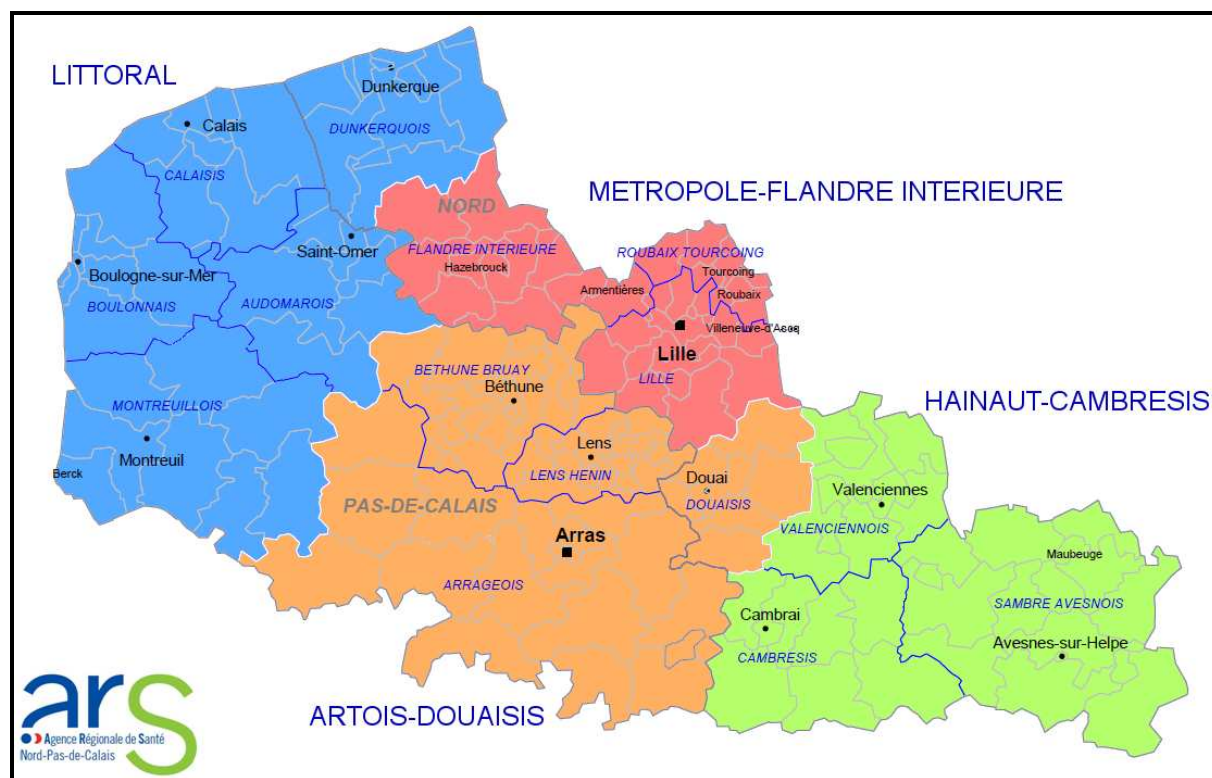 LITTORAL
Dunkerque
Calais
DUNKERQUOIS
CALAISIS
METROPOLE-FLANDRE INTERIEURE
NORD
Saint-Omer
FLANDRE INTERIEURE
ROUBAIX TOURCOING
Hazebrouck
Tourcoing
Boulogne-sur-Mer
Armentières
Roubaix
BOULONNAIS
AUDOMAROIS
Villeneuve-d'Ascq
Lille
BETHUNE BRUAY
LILLE
Béthune
HAINAUT-CAMBRESIS
MONTREUILLOIS
Montreuil
Lens
Berck
LENS HENIN
Douai
Valenciennes
PAS-DE-CALAIS
DOUAISIS
VALENCIENNOIS
Arras
Maubeuge
ARRAGEOIS
SAMBRE AVESNOIS
Cambrai
Avesnes-sur-Helpe
CAMBRESIS
ARTOIS-DOUAISIS
ars
Agence Régionale de Santé
Nord-Pas-de-Calais